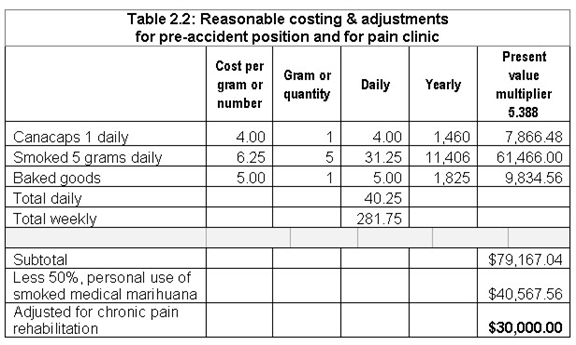 Table 2.2: Reasonable costing & adjustments
for pre-accident position and for pain clinic
Cost per gram or number Gram or quantity Daily Yearly Present value multiplier 5.388
Canacaps 1 daily 4.00 1 4.00 1,460 7,866.48
Smoked 5 grams daily 6.25 5 31.25 11,406 61,466.00
Baked goods 5.00 1 5.00 1,825 9,834.56
Total daily 40.25
Total weekly 281.75
Subtotal $79,167.04
Less 50%, personal use of
smoked medical marihuana $40,567.56
Adjusted for chronic pain
rehabilitation $30,000.00